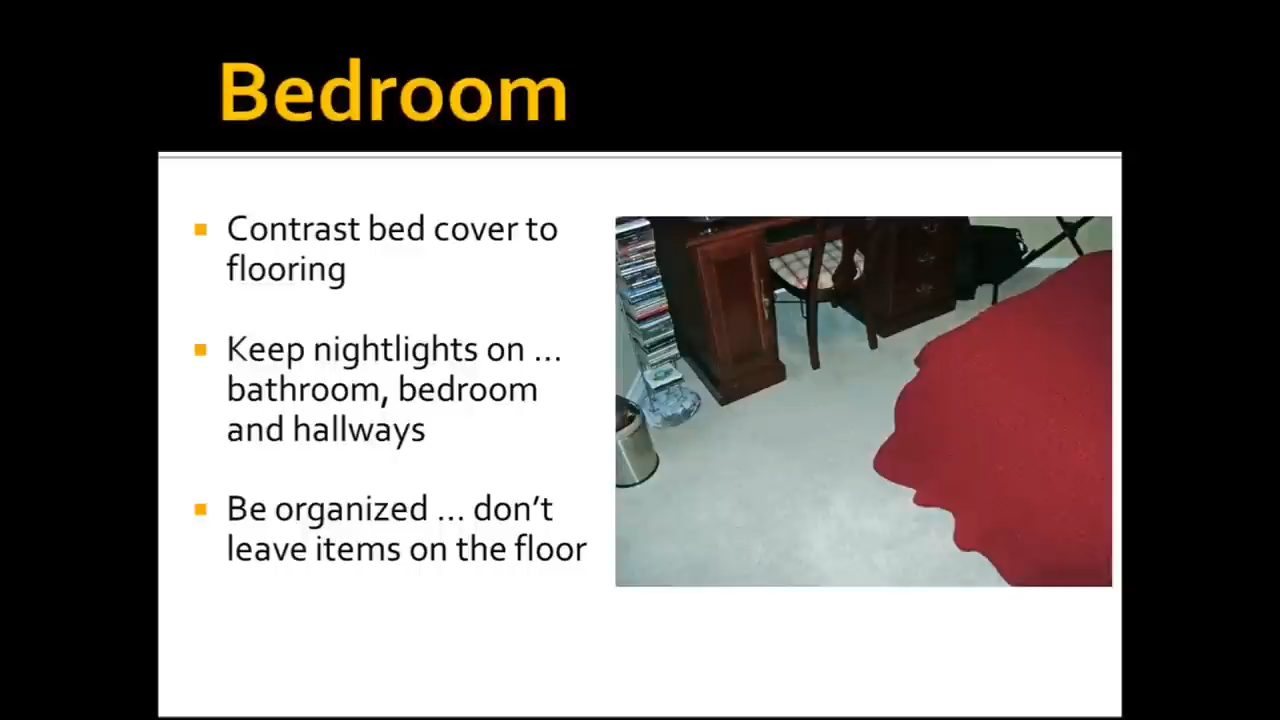 Bedroom
Contrast bed cover to
flooring
Keep nightlights on ...
bathroom, bedroom
and hallways
Be organized ... don’t
leave items on the floor